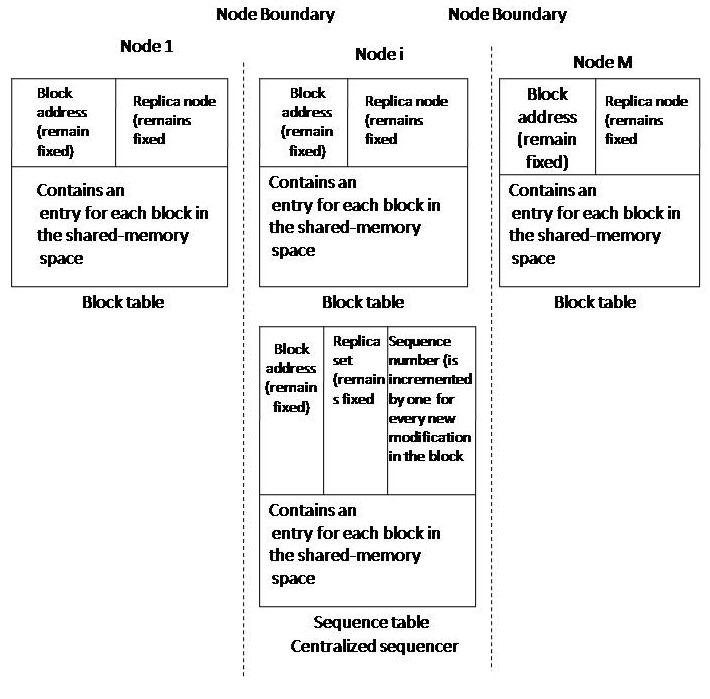 Node Boundary
Node Boundary
Node 1
Node i
Node M
Block
address
(remain
fixed)
Replica node
(remains
fixed
Contains an
entry for each block in
the shared-memory
space
Block table
Block
address
(remain
fixed)
Replica node
(remains
fixed
Contains an
entry for each block in
the shared-memory
space
Block table
Block
address
(remain
fixed)
Replica node
(remains
fixed
Contains an
entry for each block in
the shared-memory
space
Block table
Block
address
(remain
fixed)
Replica
set
(remain
s fixed
Sequence
number (is
incremented
by one for
every new
modification
in the block
Contains an
entry for each block in
the shared-memory
space
Sequence table
Centralized sequencer